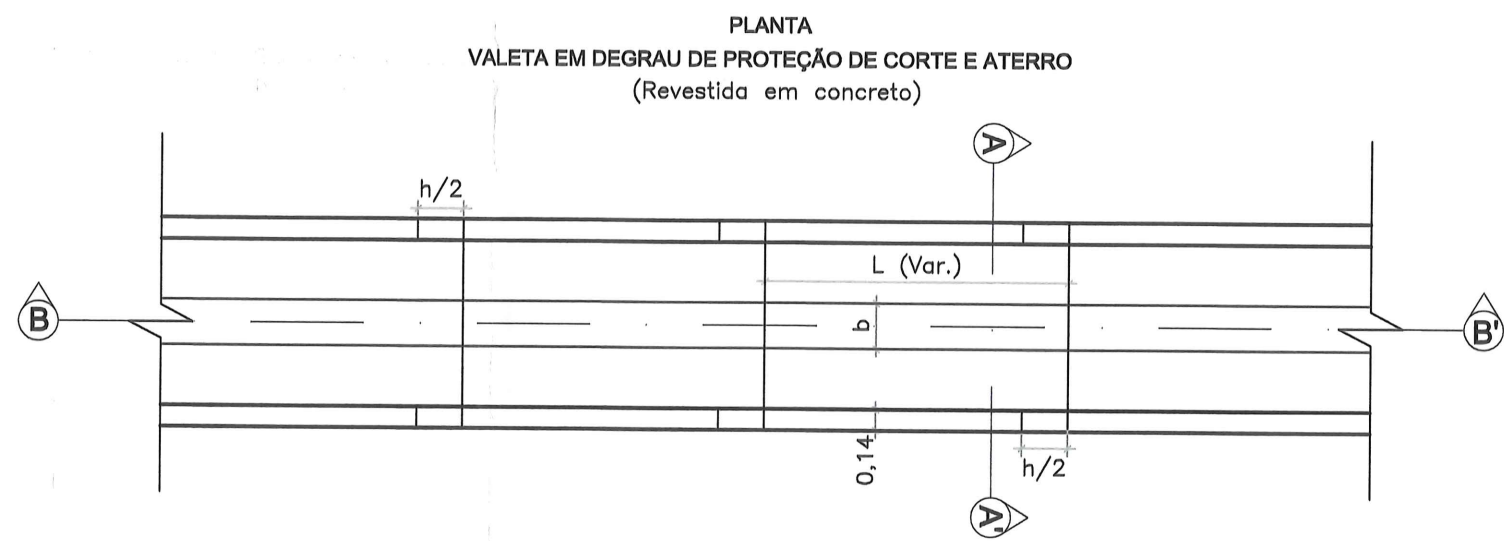 PLANTA
VALETA EM DEGRAU DE PROTEÇÃO DE CORTE E ATERRO
(Revestida em concreto)
A
h/2
L (Var.)
B
b
B'
0,14
h/2
A'